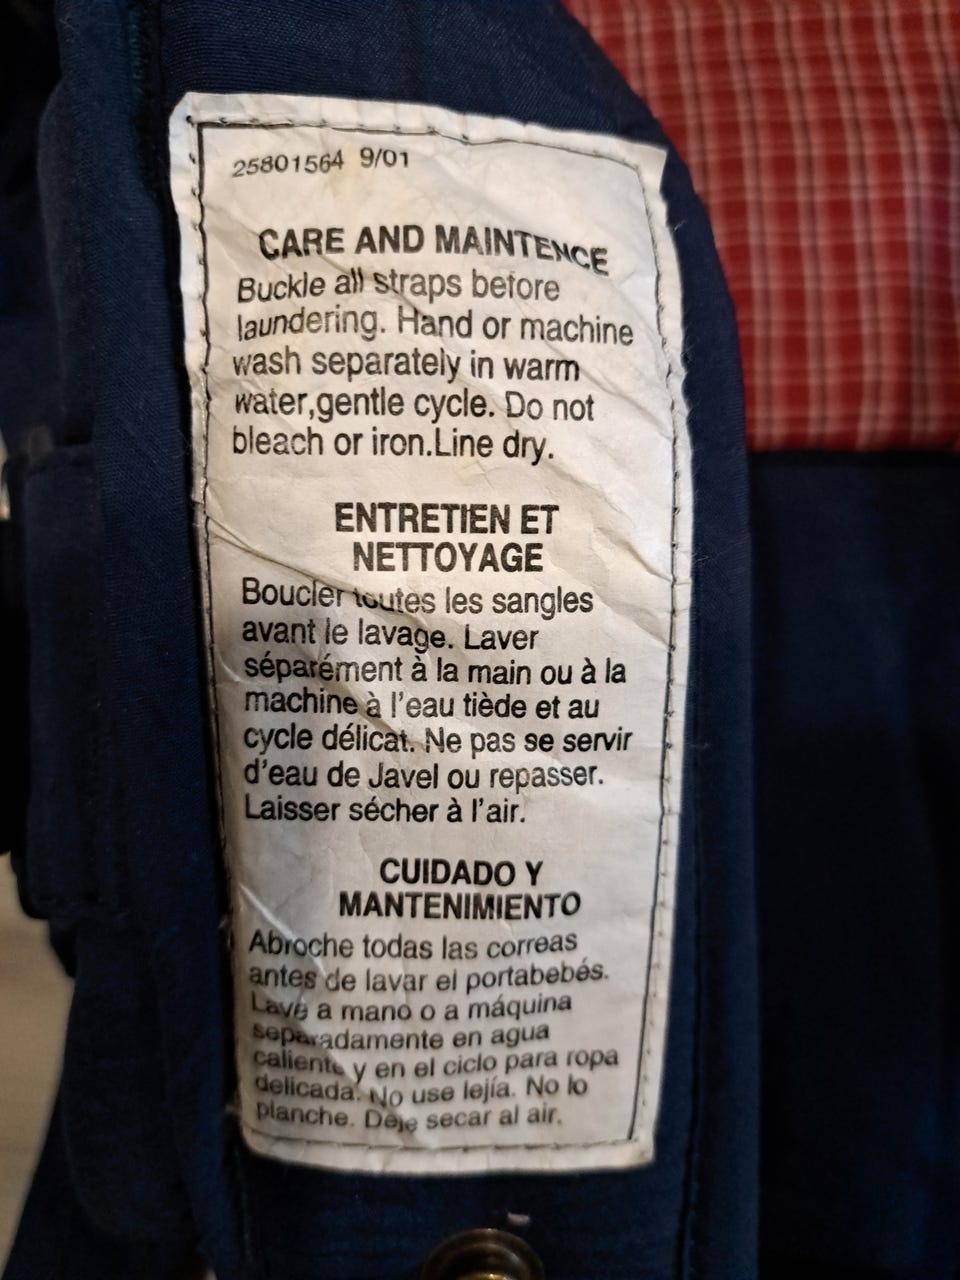 25801564 9/01
CARE AND MAINTENCE
Buckle all straps before
laundering. Hand or machine
wash separately in warm
water,gentle cycle. Do not
bleach or iron.Line dry.
ENTRETIEN ET
NETTOYAGE
Boucler toutes les sangles
avant le lavage. Laver
séparément à la main ou à la
machine à l'eau tiède et au
cycle délicat. Ne pas se servir
d'eau de Javel ou repasser.
Laisser sécher à l'air.
CUIDADO Y
MANTENIMIENTO
Abroche todas las correas
antes de lavar el portabebés.
Lave a mano o a máquina
separadamente en agua
caliente y en el ciclo para ropa
delicada. No use lejía. No lo
planche. Deje secar al air.